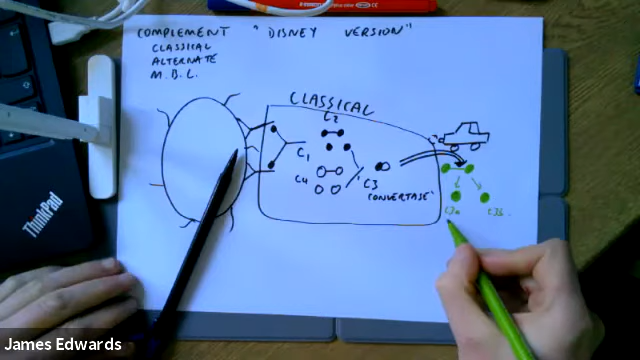 COMPLEMENT "DISNEY VERSION"
CLASSICAL
ALTERNATE
M.B.L.
CLASSICAL
C2
C1
C4
C3
CONVERTASE'
C3a
C3b
ThinkPad
James Edwards